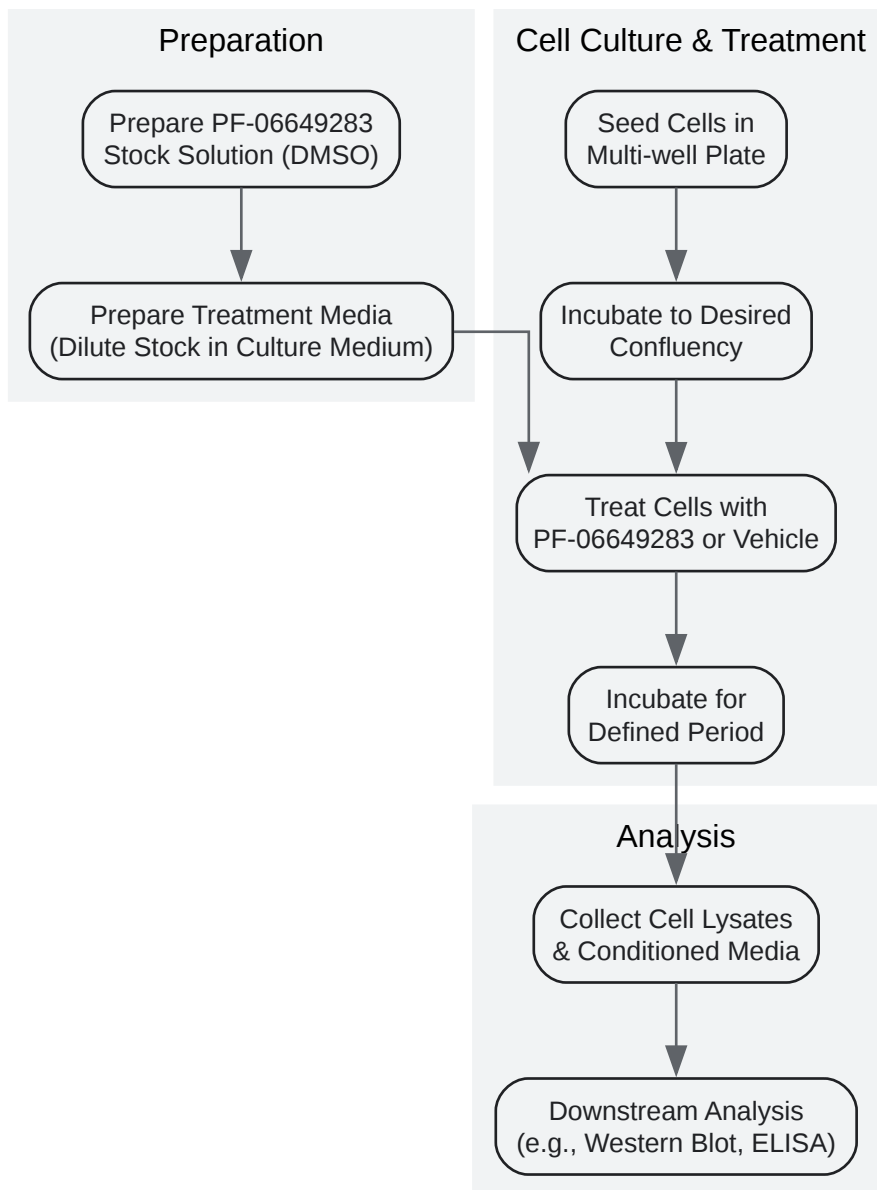 Preparation
Prepare PF-06649283
Stock Solution (DMSO)
Prepare Treatment Media
(Dilute Stock in Culture Medium)
Cell Culture & Treatment
Seed Cells in
Multi-well Plate
Incubate to Desired
Confluency
Treat Cells with
PF-06649283 or Vehicle
Incubate for
Defined Period
Analysis
Collect Cell Lysates
& Conditioned Media
Downstream Analysis
(e.g., Western Blot, ELISA)